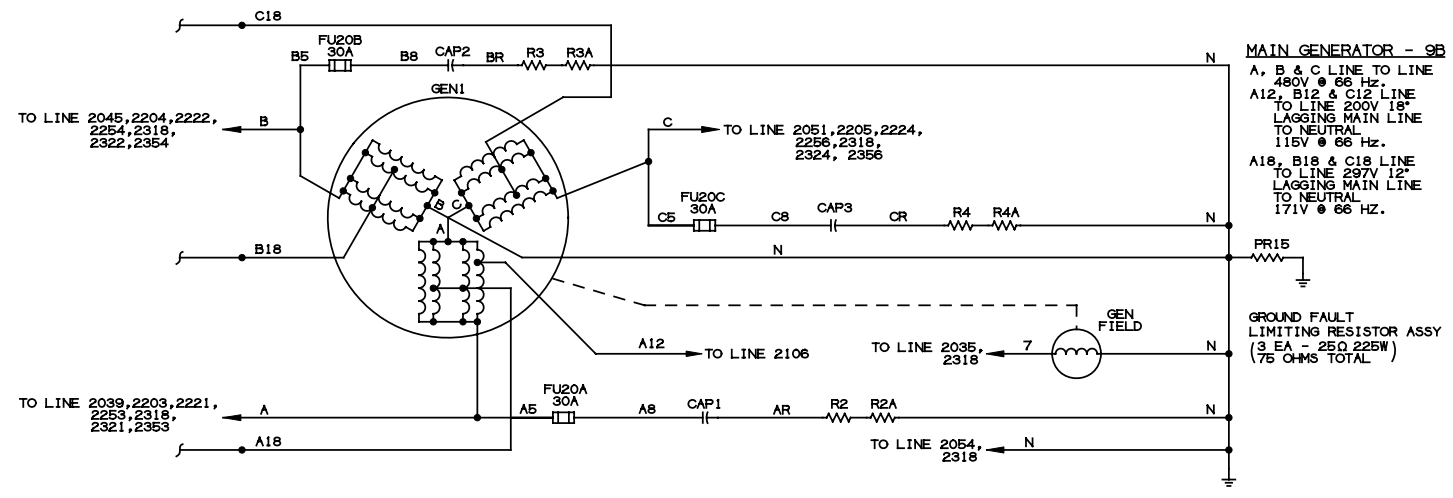 C18
FU20B
30A
B5
B8
CAP2
BR
R3
R3A
N
MAIN GENERATOR - 9B
A, B & C LINE TO LINE
480V @ 66 Hz.
A12, B12 & C12 LINE
TO LINE 200V 18°
LAGGING MAIN LINE
TO NEUTRAL
115V @ 66 Hz.
A18, B18 & C18 LINE
TO LINE 297V 12°
LAGGING MAIN LINE
TO NEUTRAL
171V @ 66 HZ.
GEN1
TO LINE 2045,2204,2222,
2254,2318,
2322,2354
B
C
TO LINE 2051,2205,2224,
2256,2318,
2324, 2356
FU20C
30A
C5
C8
CAP3
CR
R4
R4A
N
B
C
A
B18
N
PR15
GEN
FIELD
GROUND FAULT
LIMITING RESISTOR ASSY
(3 EA - 25Ω 225W)
(75 OHMS TOTAL)
A12
TO LINE 2106
TO LINE 2035,
2318
7
N
FU20A
30A
TO LINE 2039,2203,2221,
2253,2318,
2321,2353
A
A5
A8
CAP1
AR
R2
R2A
N
A18
TO LINE 2054,
2318
N